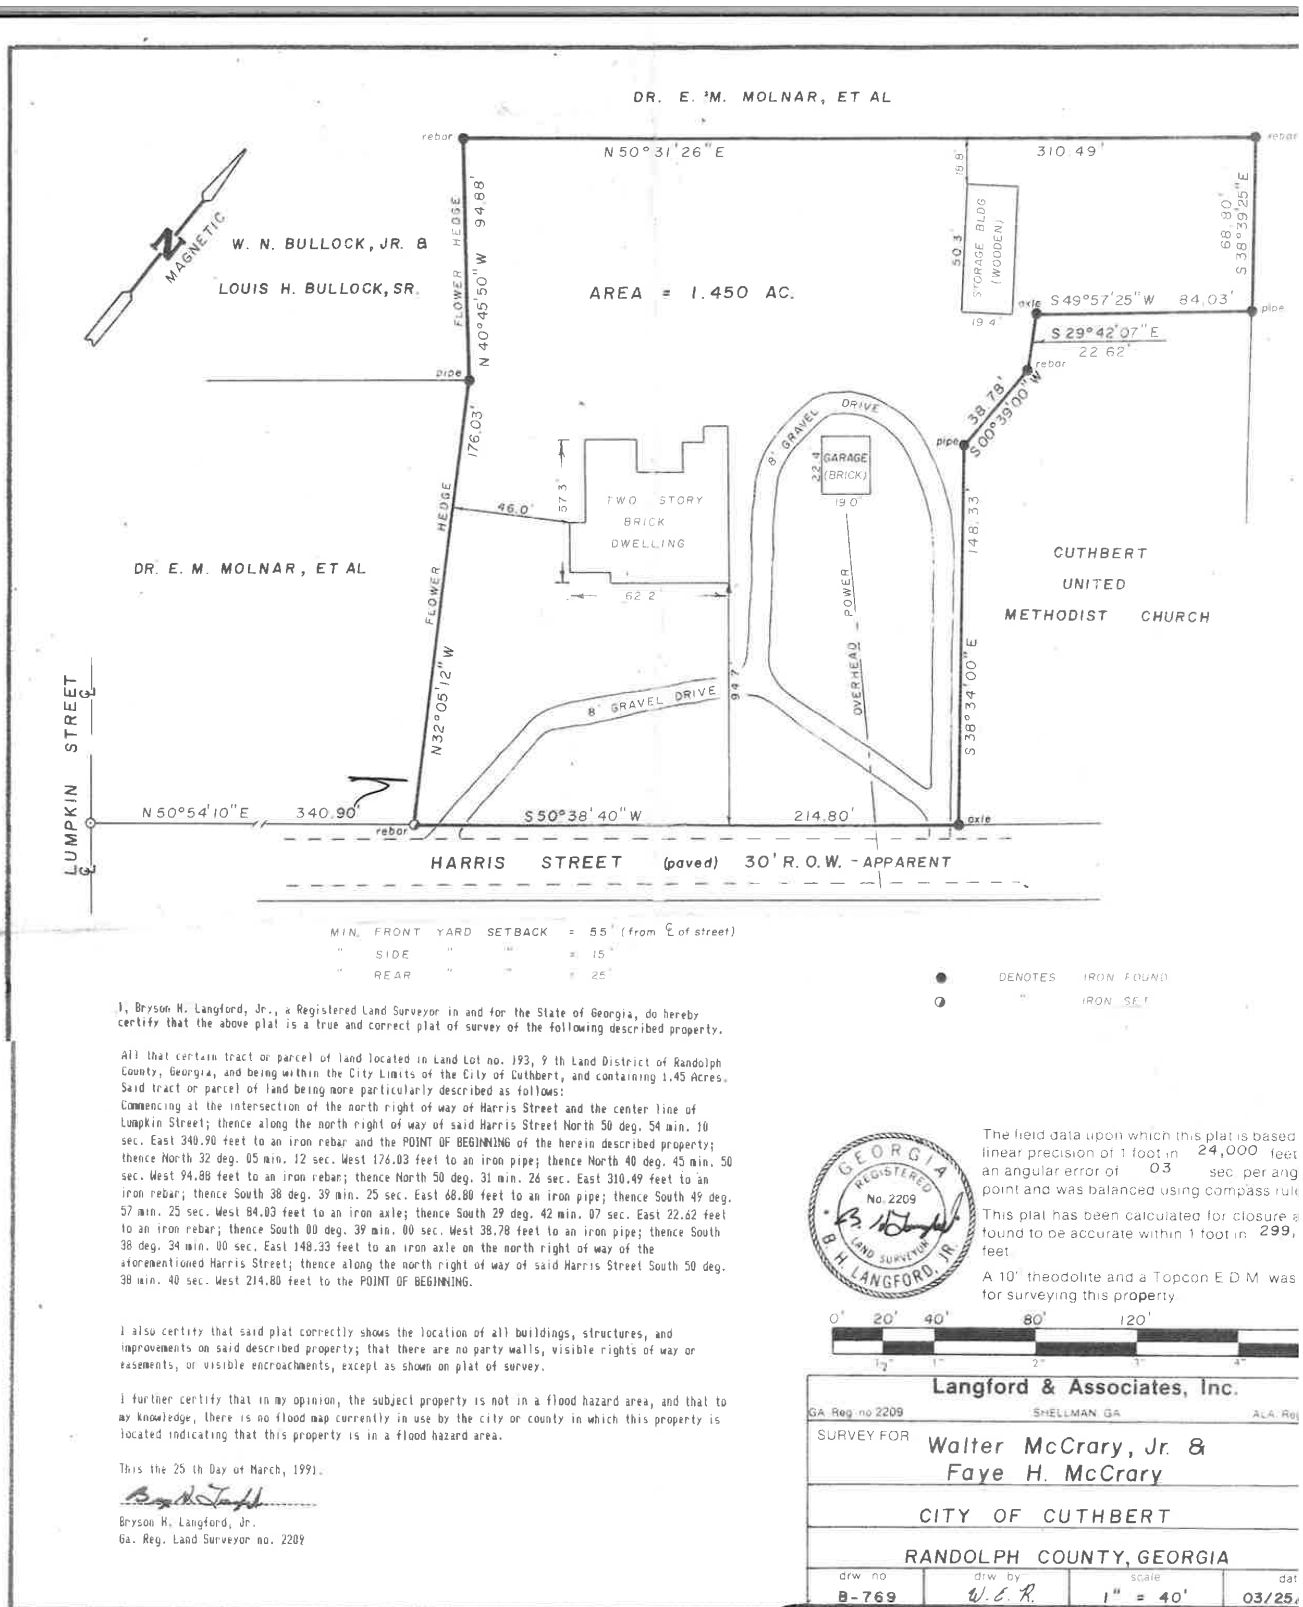 DR. E. M. MOLNAR, ET AL
rebar
rebar
N 50°31'26"E
310.49'
FLOWER HEDGE
N 40°45'50"W 94.88'
18.8'
50.3'
STORAGE BLDG
(WOODEN)
19.4'
68.80'
S 38°39'25"E
N
MAGNETIC
W. N. BULLOCK, JR. &
LOUIS H. BULLOCK, SR.
AREA = 1.450 AC.
axle
S 49°57'25"W 84.03'
pipe
S 29°42'07"E
22.62'
rebar
pipe
38.78'
S 00°39'00"W
pipe
176.03'
8' GRAVEL DRIVE
GARAGE
(BRICK)
22.4
19.0'
57.3'
TWO STORY
BRICK
DWELLING
62.2'
46.0'
FLOWER HEDGE
N32°05'12"W
148.33'
S 38°34'00"E
DR. E. M. MOLNAR, ET AL
CUTHBERT
UNITED
METHODIST CHURCH
OVERHEAD - POWER
94.7'
8' GRAVEL DRIVE
LUMPKIN STREET
N 50°54'10"E
340.90'
rebar
S 50°38'40"W
214.80'
axle
HARRIS STREET (paved) 30' R.O.W. - APPARENT
MIN. FRONT YARD SETBACK = 55' (from ℄ of street)
" SIDE " " = 15'
" REAR " " = 25'
DENOTES IRON FOUND
" IRON SET
I, Bryson H. Langford, Jr., a Registered Land Surveyor in and for the State of Georgia, do hereby
certify that the above plat is a true and correct plat of survey of the following described property.
All that certain tract or parcel of land located in Land Lot no. 193, 9 th Land District of Randolph
County, Georgia, and being within the City Limits of the City of Cuthbert, and containing 1.45 Acres.
Said tract or parcel of land being more particularly described as follows:
Commencing at the intersection of the north right of way of Harris Street and the center line of
Lumpkin Street; thence along the north right of way of said Harris Street North 50 deg. 54 min. 10
sec. East 340.90 feet to an iron rebar and the POINT OF BEGINNING of the herein described property;
thence North 32 deg. 05 min. 12 sec. West 176.03 feet to an iron pipe; thence North 40 deg. 45 min. 50
sec. West 94.88 feet to an iron rebar; thence North 50 deg. 31 min. 26 sec. East 310.49 feet to an
iron rebar; thence South 38 deg. 39 min. 25 sec. East 68.80 feet to an iron pipe; thence South 49 deg.
57 min. 25 sec. West 84.03 feet to an iron axle; thence South 29 deg. 42 min. 07 sec. East 22.62 feet
to an iron rebar; thence South 00 deg. 39 min. 00 sec. West 38.78 feet to an iron pipe; thence South
38 deg. 34 min. 00 sec. East 148.33 feet to an iron axle on the north right of way of the
aforementioned Harris Street; thence along the north right of way of said Harris Street South 50 deg.
38 min. 40 sec. West 214.80 feet to the POINT OF BEGINNING.
I also certify that said plat correctly shows the location of all buildings, structures, and
improvements on said described property; that there are no party walls, visible rights of way or
easements, or visible encroachments, except as shown on plat of survey.
I further certify that in my opinion, the subject property is not in a flood hazard area, and that to
my knowledge, there is no flood map currently in use by the city or county in which this property is
located indicating that this property is in a flood hazard area.
This the 25 th Day of March, 1991.
Bryson H. Langford, Jr.
Ga. Reg. Land Surveyor no. 2209
GEORGIA
REGISTERED
No. 2209
LAND SURVEYOR
B. H. LANGFORD, JR.
The field data upon which this plat is based
linear precision of 1 foot in 24,000 feet
an angular error of 03 sec per ang
point and was balanced using compass rule
This plat has been calculated for closure a
found to be accurate within 1 foot in 299,
feet.
A 10" theodolite and a Topcon E D M was
for surveying this property.
0' 20' 40' 80' 120'
½" 1" 2" 3" 4"
Langford & Associates, Inc.
GA Reg no 2209 SHELLMAN, GA ALA. Reg
SURVEY FOR
Walter McCrary, Jr. &
Faye H. McCrary
CITY OF CUTHBERT
RANDOLPH COUNTY, GEORGIA
drw no drw by scale dat
B-769 W.E.R. 1" = 40' 03/25/